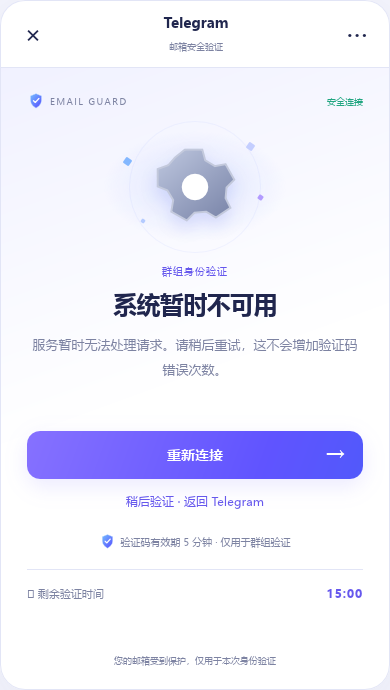 Telegram
邮箱安全验证
EMAIL GUARD
安全连接
群组身份验证
系统暂时不可用
服务暂时无法处理请求。请稍后重试，这不会增加验证码
错误次数。
重新连接 →
稍后验证 · 返回 Telegram
验证码有效期 5 分钟 · 仅用于群组验证
剩余验证时间
15:00
您的邮箱受到保护，仅用于本次身份验证